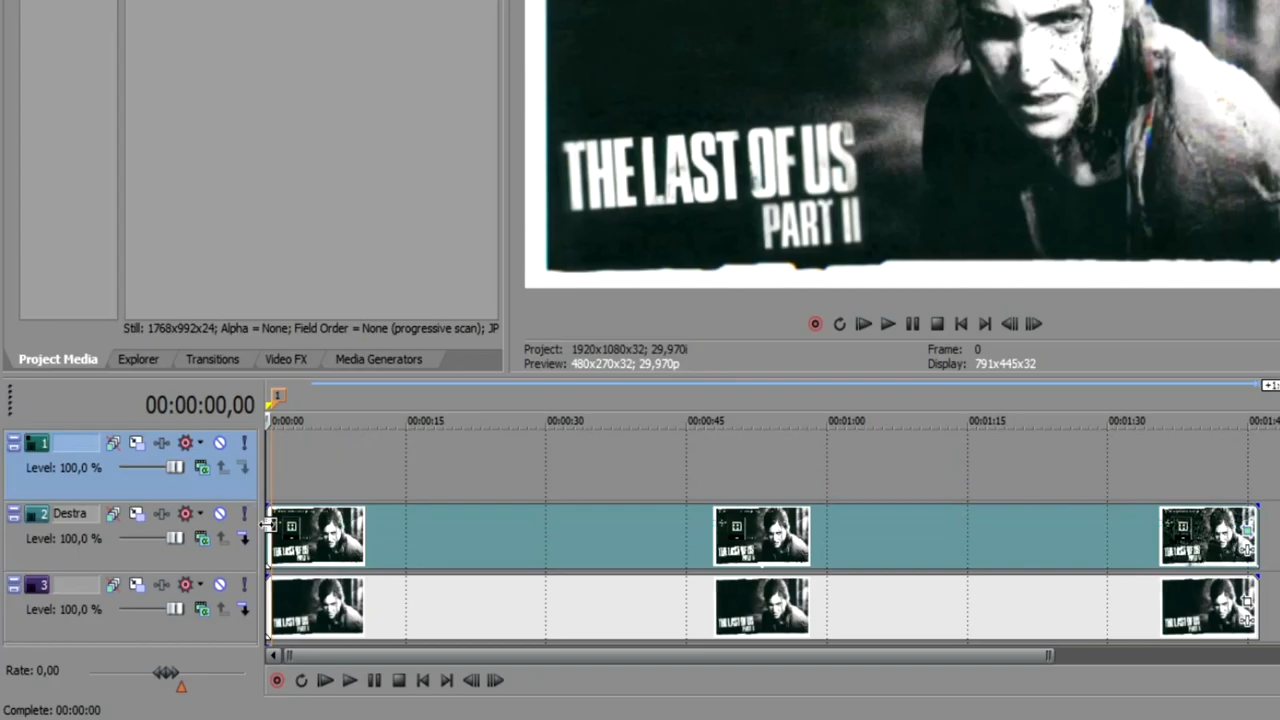 THE LAST OF US
PART II
Still: 1768x992x24; Alpha = None; Field Order = None (progressive scan); JP
Project Media Explorer Transitions Video FX Media Generators
Project: 1920x1080x32; 29,970i Frame: 0
Preview: 480x270x32; 29,970p Display: 791x445x32
00:00:00,00 1
00:00:00 00:00:15 00:00:30 00:00:45 00:01:00 00:01:15 00:01:30
1
Level: 100,0 %
2 Destra
Level: 100,0 %
3
Level: 100,0 %
Rate: 0,00
Complete: 00:00:00